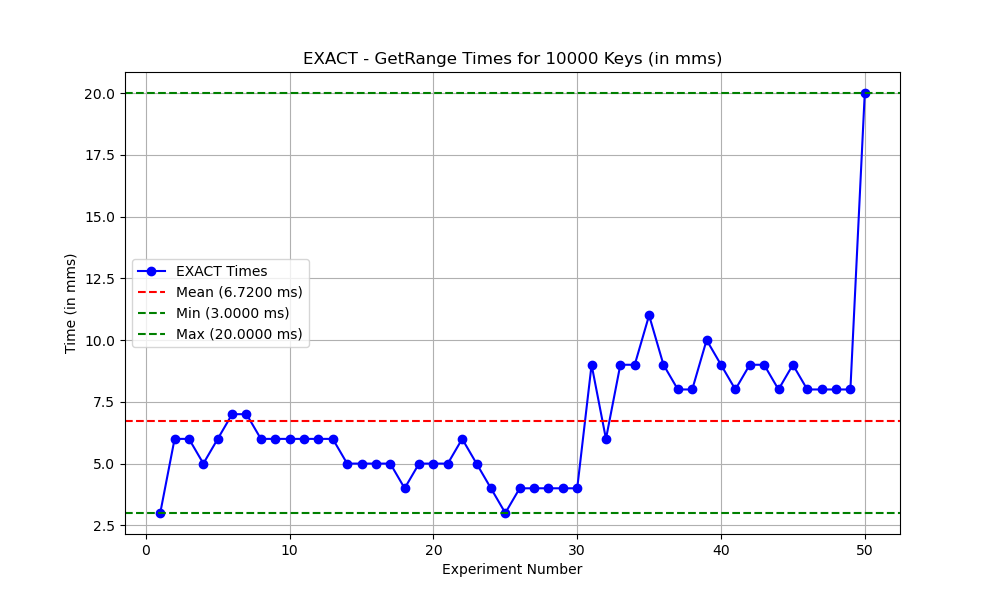 EXACT - GetRange Times for 10000 Keys (in mms)
20.0
17.5
15.0
12.5
10.0
7.5
5.0
2.5
Time (in mms)
EXACT Times
Mean (6.7200 ms)
Min (3.0000 ms)
Max (20.0000 ms)
0 10 20 30 40 50
Experiment Number